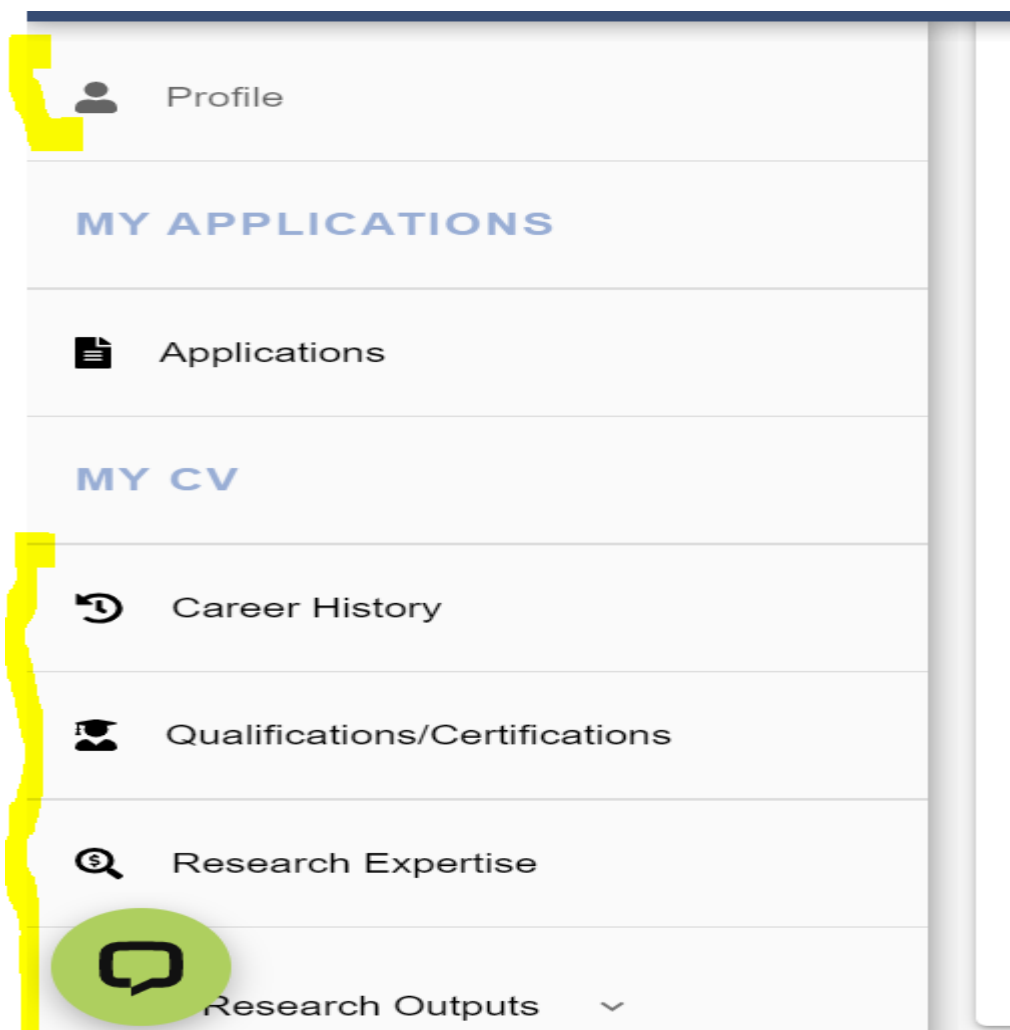 Profile
MY APPLICATIONS
Applications
MY CV
Career History
Qualifications/Certifications
Research Expertise
Research Outputs